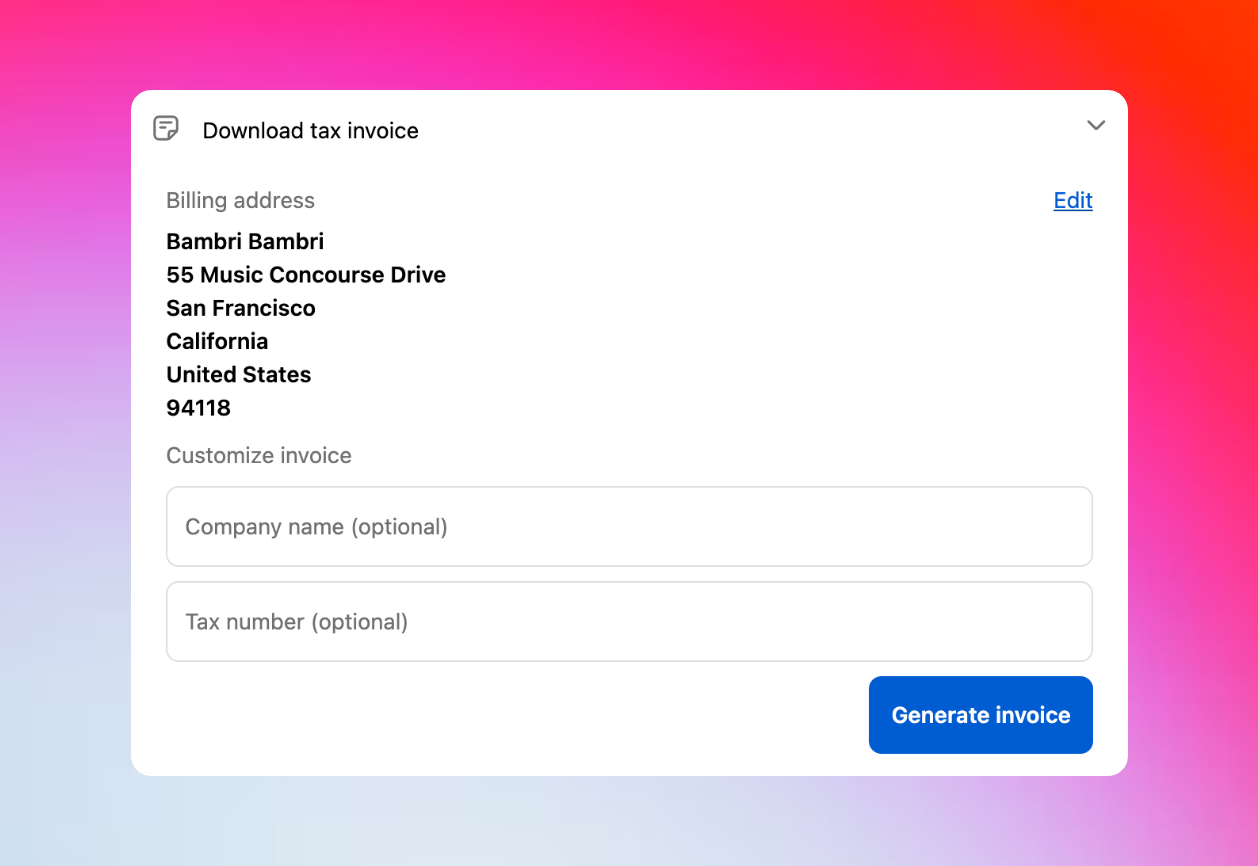 Download tax invoice
Billing address
Edit
Bambri Bambri
55 Music Concourse Drive
San Francisco
California
United States
94118
Customize invoice
Company name (optional)
Tax number (optional)
Generate invoice